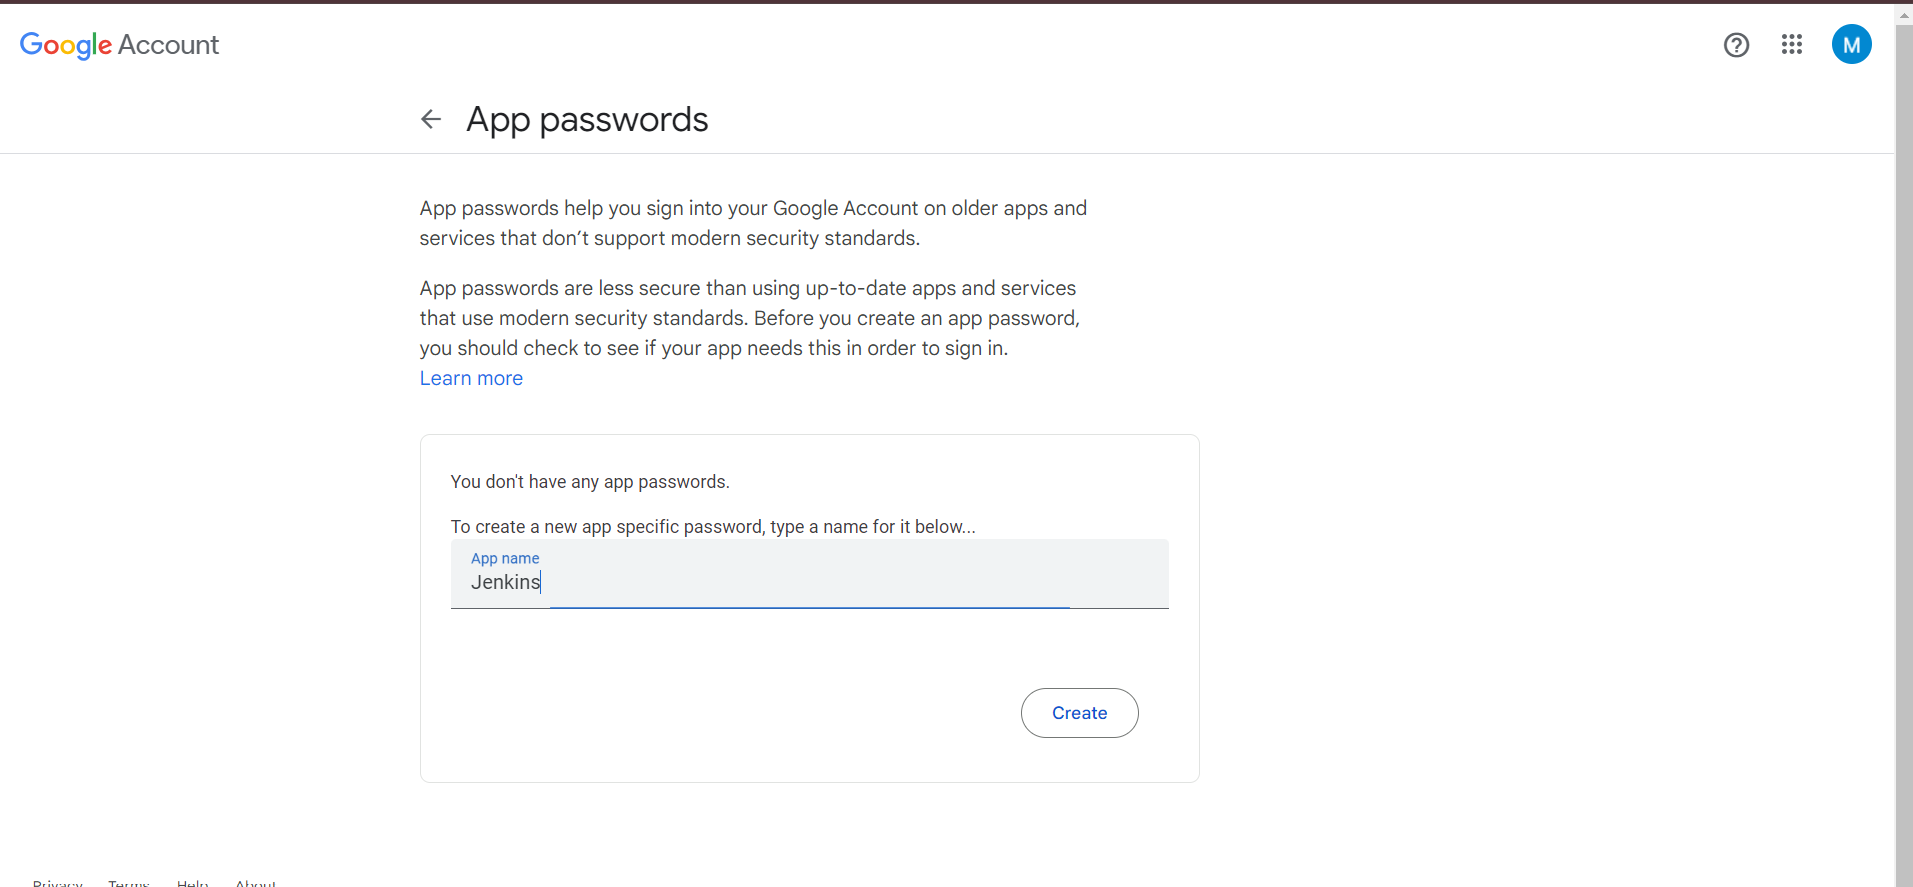 Google Account
M
App passwords
App passwords help you sign into your Google Account on older apps and
services that don’t support modern security standards.
App passwords are less secure than using up-to-date apps and services
that use modern security standards. Before you create an app password,
you should check to see if your app needs this in order to sign in.
Learn more
You don't have any app passwords.
To create a new app specific password, type a name for it below...
App name
Jenkins
Create
Privacy Terms Help About